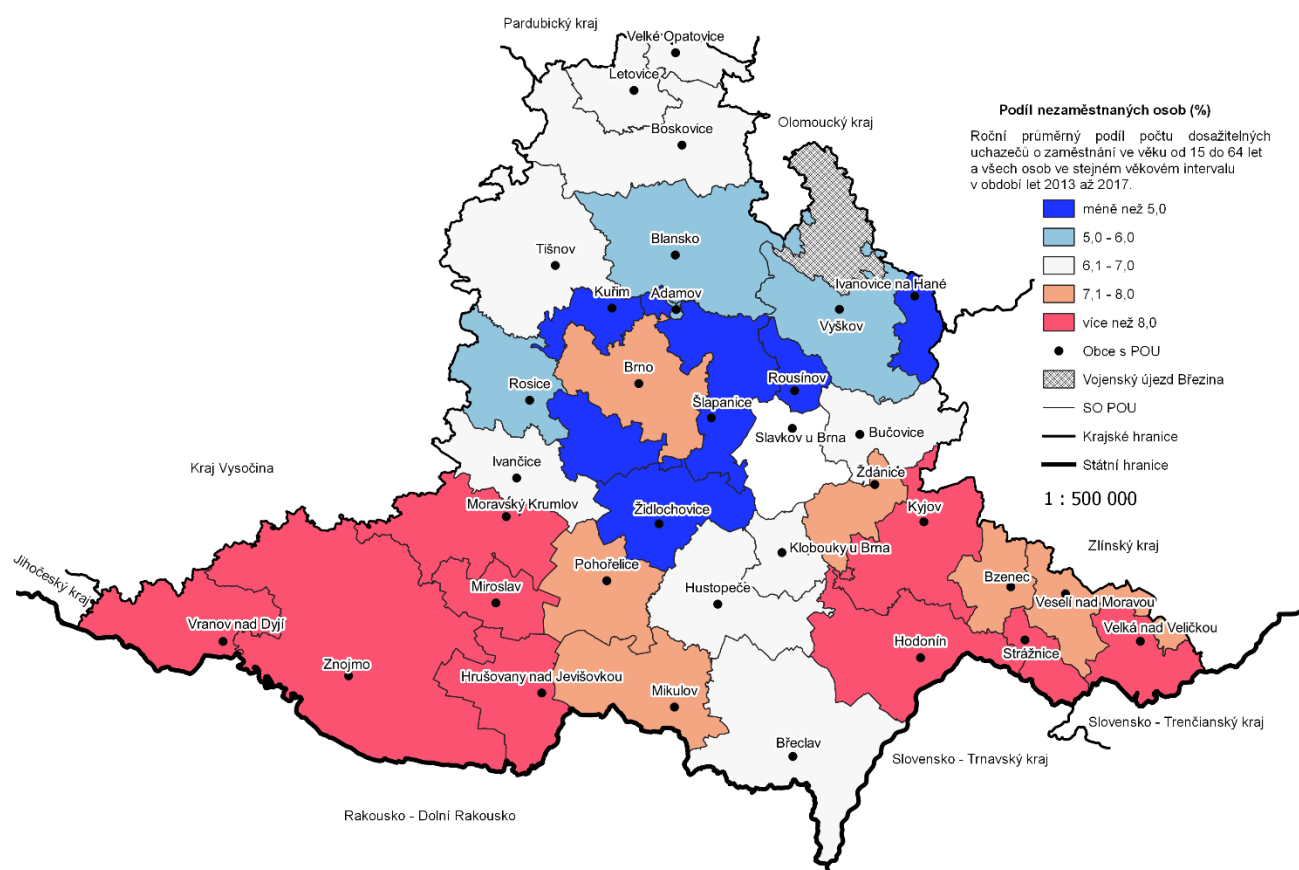 Pardubický kraj
Velké Opatovice
Letovice
Boskovice
Olomoucký kraj
Podíl nezaměstnaných osob (%)
Roční průměrný podíl počtu dosažitelných
uchazečů o zaměstnání ve věku od 15 do 64 let
a všech osob ve stejném věkovém intervalu
v období let 2013 až 2017.
méně než 5,0
5,0 - 6,0
6,1 - 7,0
7,1 - 8,0
více než 8,0
Obce s POU
Vojenský újezd Březina
SO POU
Krajské hranice
Státní hranice
1 : 500 000
Tišnov
Blansko
Kuřim
Adamov
Ivanovice na Hané
Vyškov
Brno
Rosice
Rousínov
Šlapanice
Slavkov u Brna
Bučovice
Kraj Vysočina
Ivančice
Ždánice
Moravský Krumlov
Židlochovice
Kyjov
Klobouky u Brna
Zlínský kraj
Jihočeský kraj
Pohořelice
Miroslav
Hustopeče
Bzenec
Veselí nad Moravou
Vranov nad Dyjí
Velká nad Veličkou
Znojmo
Hodonín
Strážnice
Hrušovany nad Jevišovkou
Mikulov
Břeclav
Slovensko - Trenčianský kraj
Slovensko - Trnavský kraj
Rakousko - Dolní Rakousko